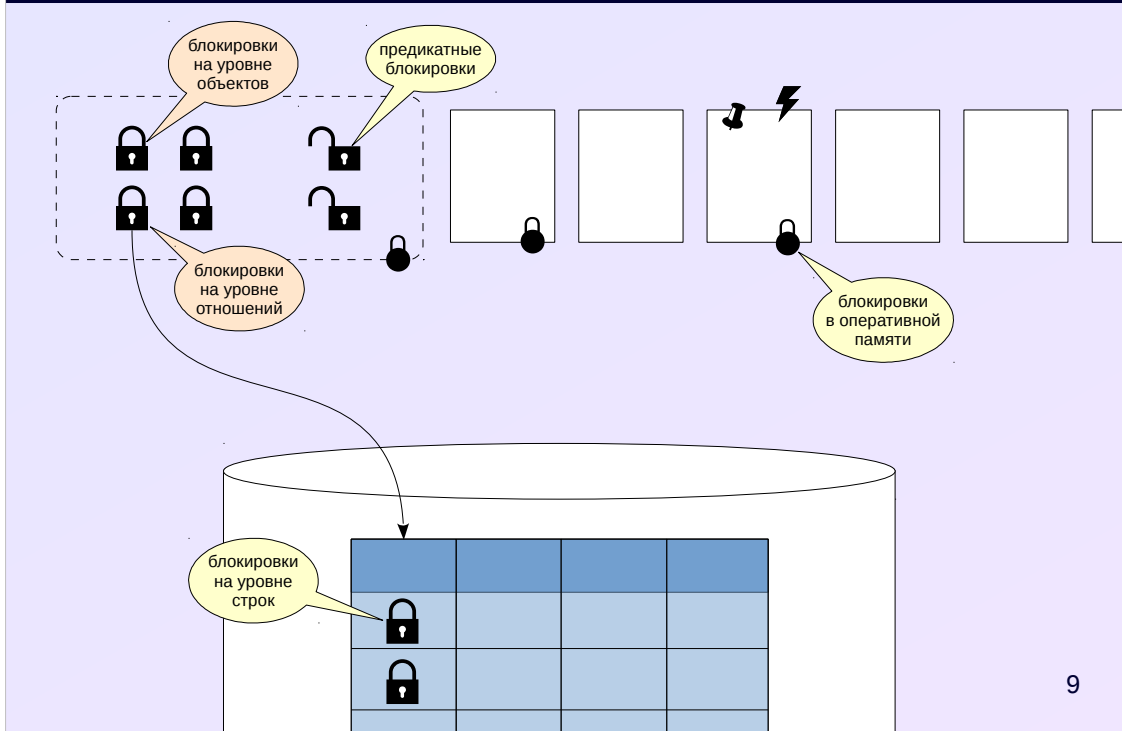 блокировки
на уровне
объектов
предикатные
блокировки
блокировки
на уровне
отношений
блокировки
в оперативной
памяти
блокировки
на уровне
строк
9